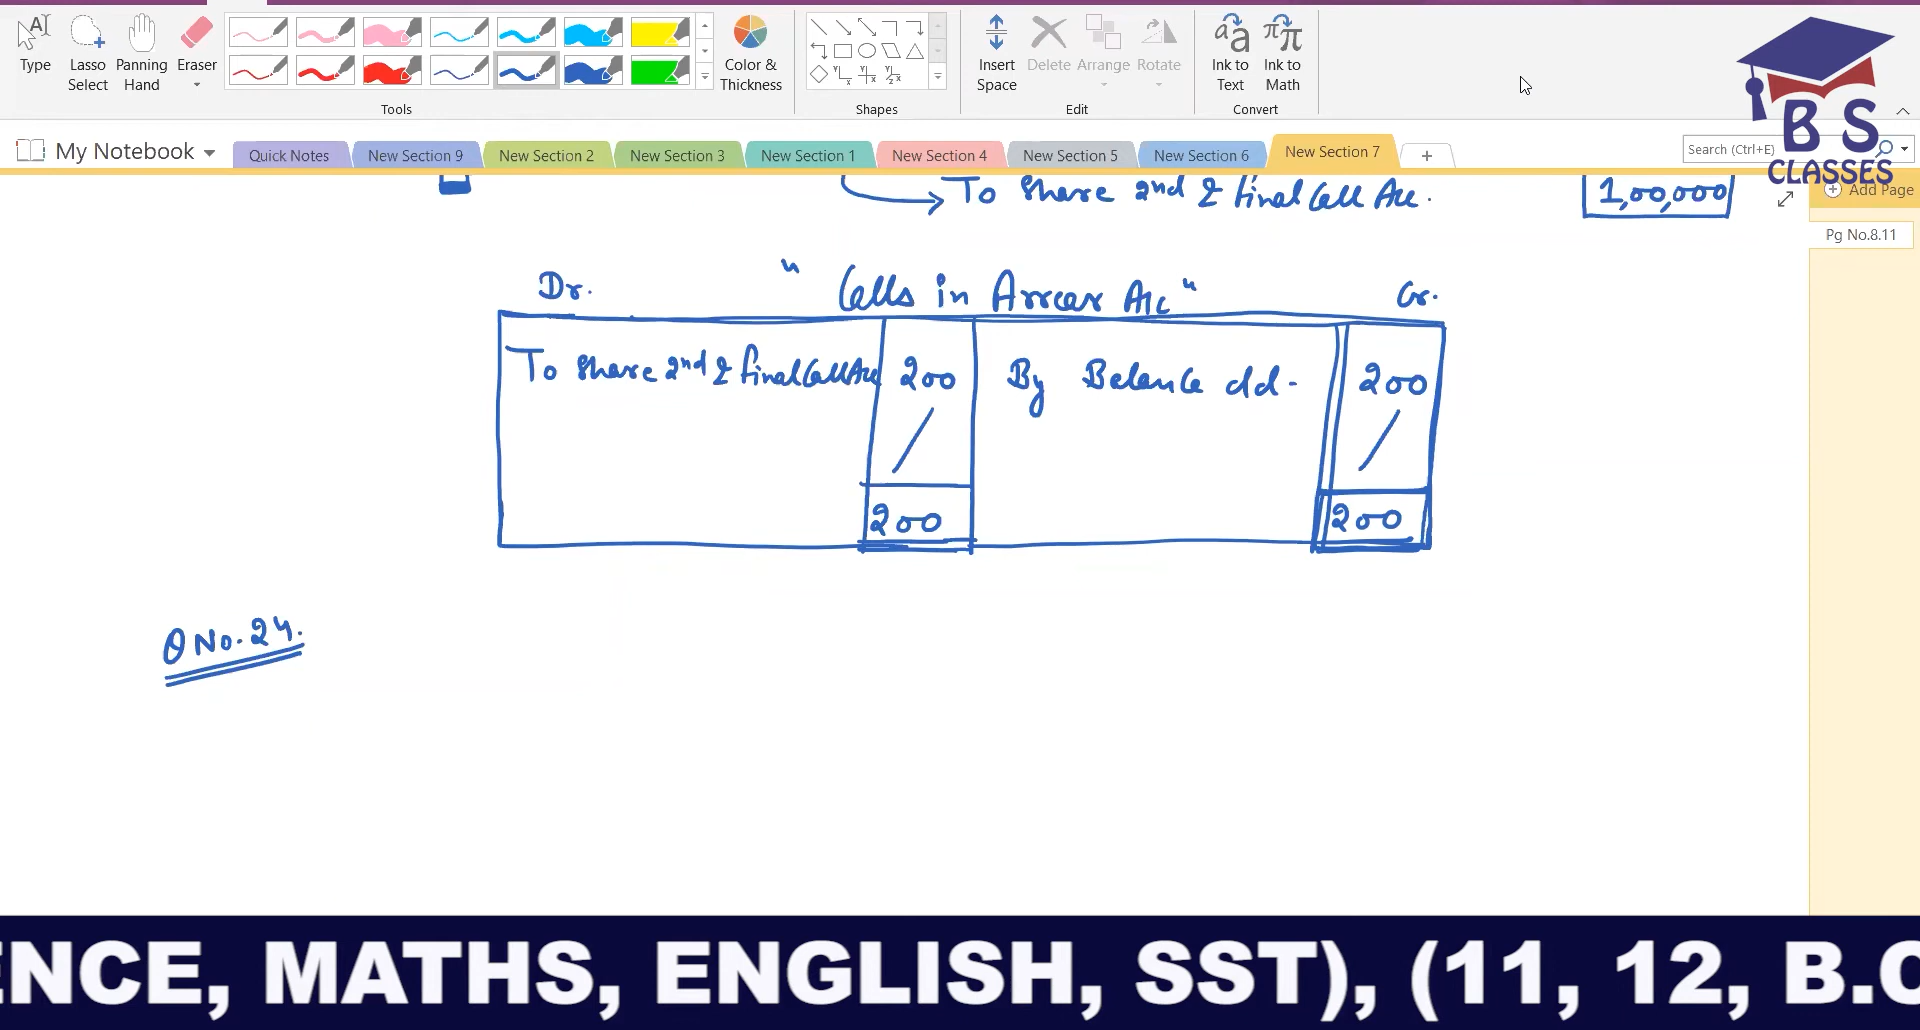 Type
Lasso Select
Panning Hand
Eraser
Color & Thickness
Insert Space
Delete
Arrange
Rotate
Ink to Text
Ink to Math
Tools
Shapes
Edit
Convert
B S
CLASSES
My Notebook
Quick Notes
New Section 9
New Section 2
New Section 3
New Section 1
New Section 4
New Section 5
New Section 6
New Section 7
Search (Ctrl+E)
Add Page
Pg No.8.11
To Share 2nd & final Call A/c. 1,00,000
Dr. "Calls in Arrear A/c" Cr.
To Share 2nd & final Call A/c 200 By Balance c/d- 200
200 200
Q No. 24.
ENCE, MATHS, ENGLISH, SST), (11, 12, B.C